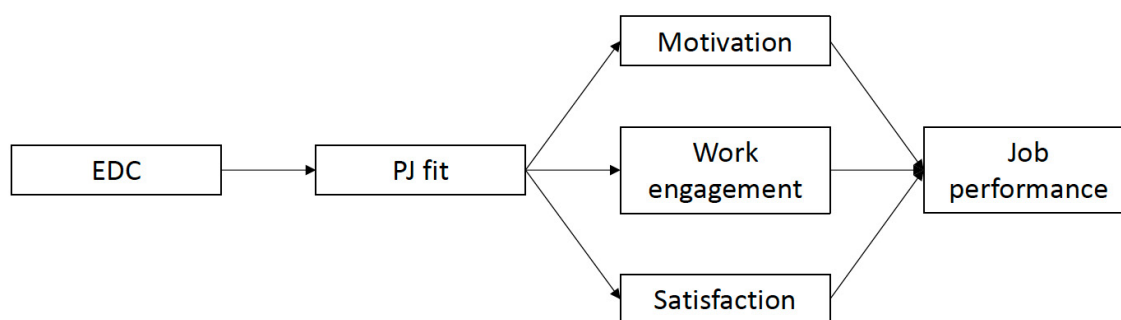 Motivation
EDC
PJ fit
Work
engagement
Job
performance
Satisfaction